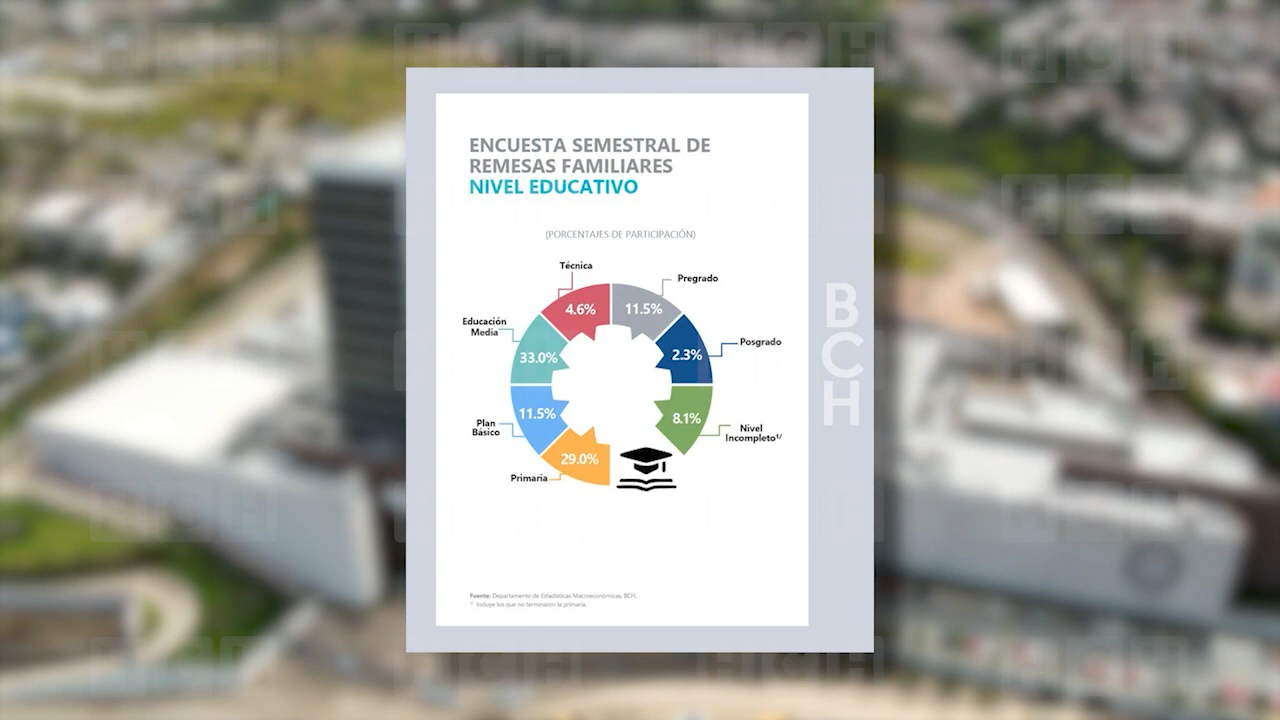 ENCUESTA SEMESTRAL DE
REMESAS FAMILIARES
NIVEL EDUCATIVO
(PORCENTAJES DE PARTICIPACIÓN)
Técnica
Pregrado
4.6%
11.5%
Educación
Media
Posgrado
33.0%
2.3%
11.5%
8.1%
Plan
Básico
Nivel
Incompleto¹/
29.0%
Primaria
B
C
H
Fuente: Departamento de Estadísticas Macroeconómicas, BCH.
¹/ Incluye los que no terminaron la primaria.
HCH